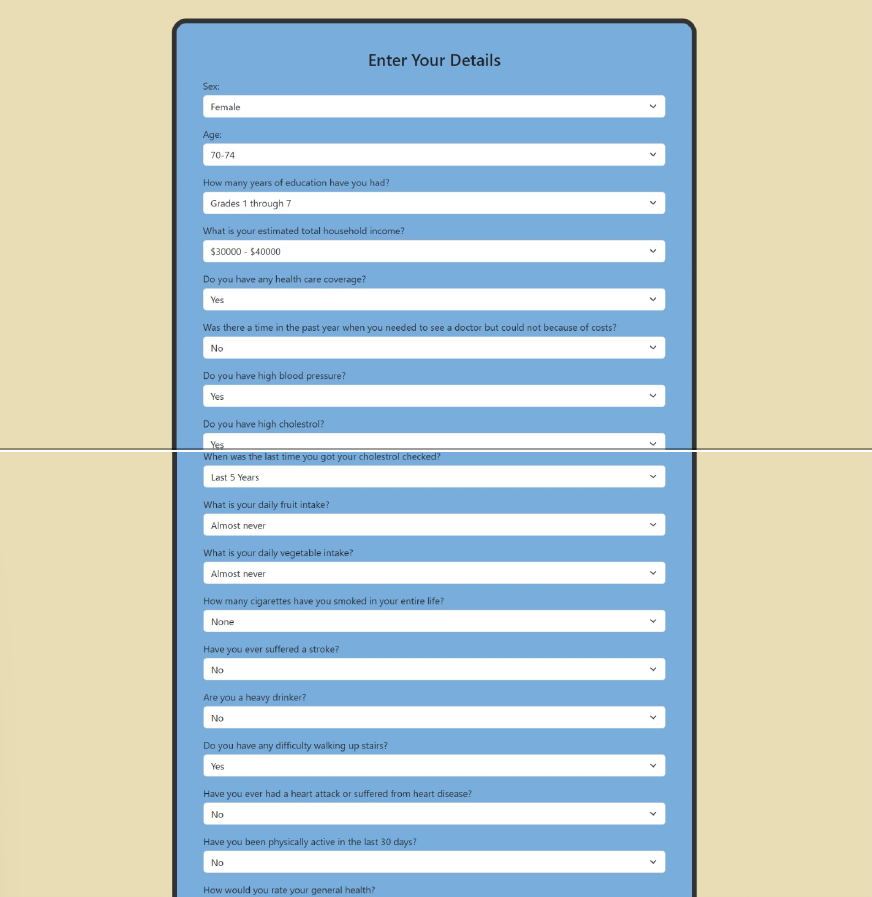 Enter Your Details
Sex:
Female
Age:
70-74
How many years of education have you had?
Grades 1 through 7
What is your estimated total household income?
$30000 - $40000
Do you have any health care coverage?
Yes
Was there a time in the past year when you needed to see a doctor but could not because of costs?
No
Do you have high blood pressure?
Yes
Do you have high cholestrol?
Yes
When was the last time you got your cholestrol checked?
Last 5 Years
What is your daily fruit intake?
Almost never
What is your daily vegetable intake?
Almost never
How many cigarettes have you smoked in your entire life?
None
Have you ever suffered a stroke?
No
Are you a heavy drinker?
No
Do you have any difficulty walking up stairs?
Yes
Have you ever had a heart attack or suffered from heart disease?
No
Have you been physically active in the last 30 days?
No
How would you rate your general health?